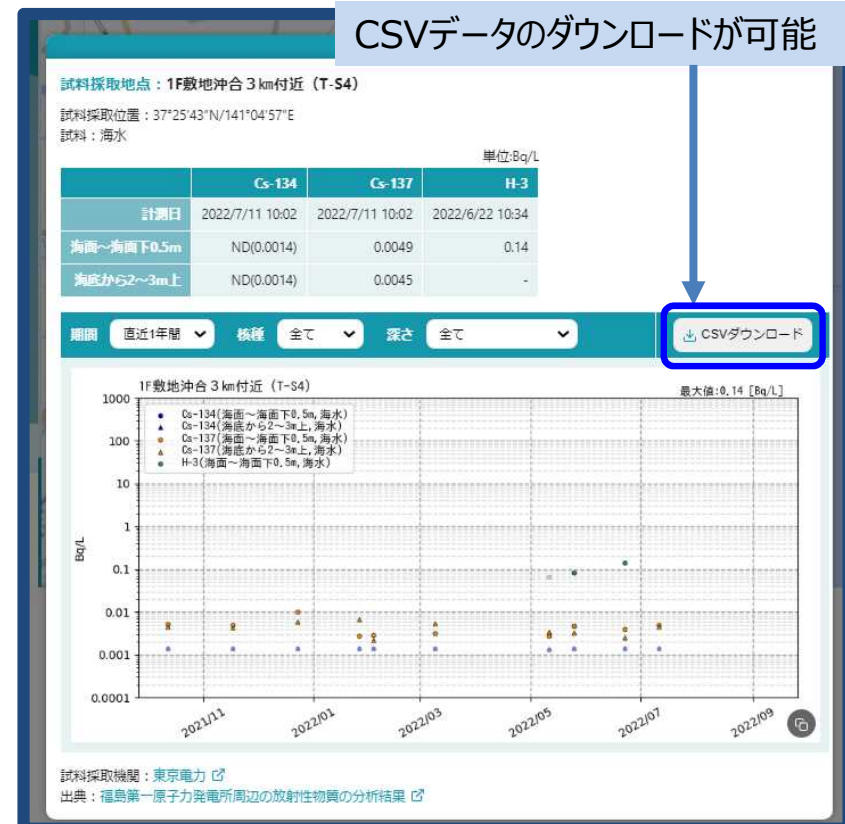 CSVデータのダウンロードが可能
試料採取地点：1F敷地沖合３㎞付近（T-S4）
試料採取位置：37°25'43"N/141°04'57"E
試料：海水
単位:Bq/L
Cs-134 Cs-137 H-3
計測日 2022/7/11 10:02 2022/7/11 10:02 2022/6/22 10:34
海面～海面下0.5m ND(0.0014) 0.0049 0.14
海底から2～3m上 ND(0.0014) 0.0045 -
期間 直近1年間 核種 全て 深さ 全て CSVダウンロード
1F敷地沖合３㎞付近（T-S4）
最大値:0.14 [Bq/L]
Cs-134(海面～海面下0.5m,海水)
Cs-134(海底から2～3m上,海水)
Cs-137(海面～海面下0.5m,海水)
Cs-137(海底から2～3m上,海水)
H-3(海面～海面下0.5m,海水)
Bq/L
1000
100
10
1
0.1
0.01
0.001
0.0001
2021/11 2022/01 2022/03 2022/05 2022/07 2022/09
試料採取機関：東京電力
出典：福島第一原子力発電所周辺の放射性物質の分析結果